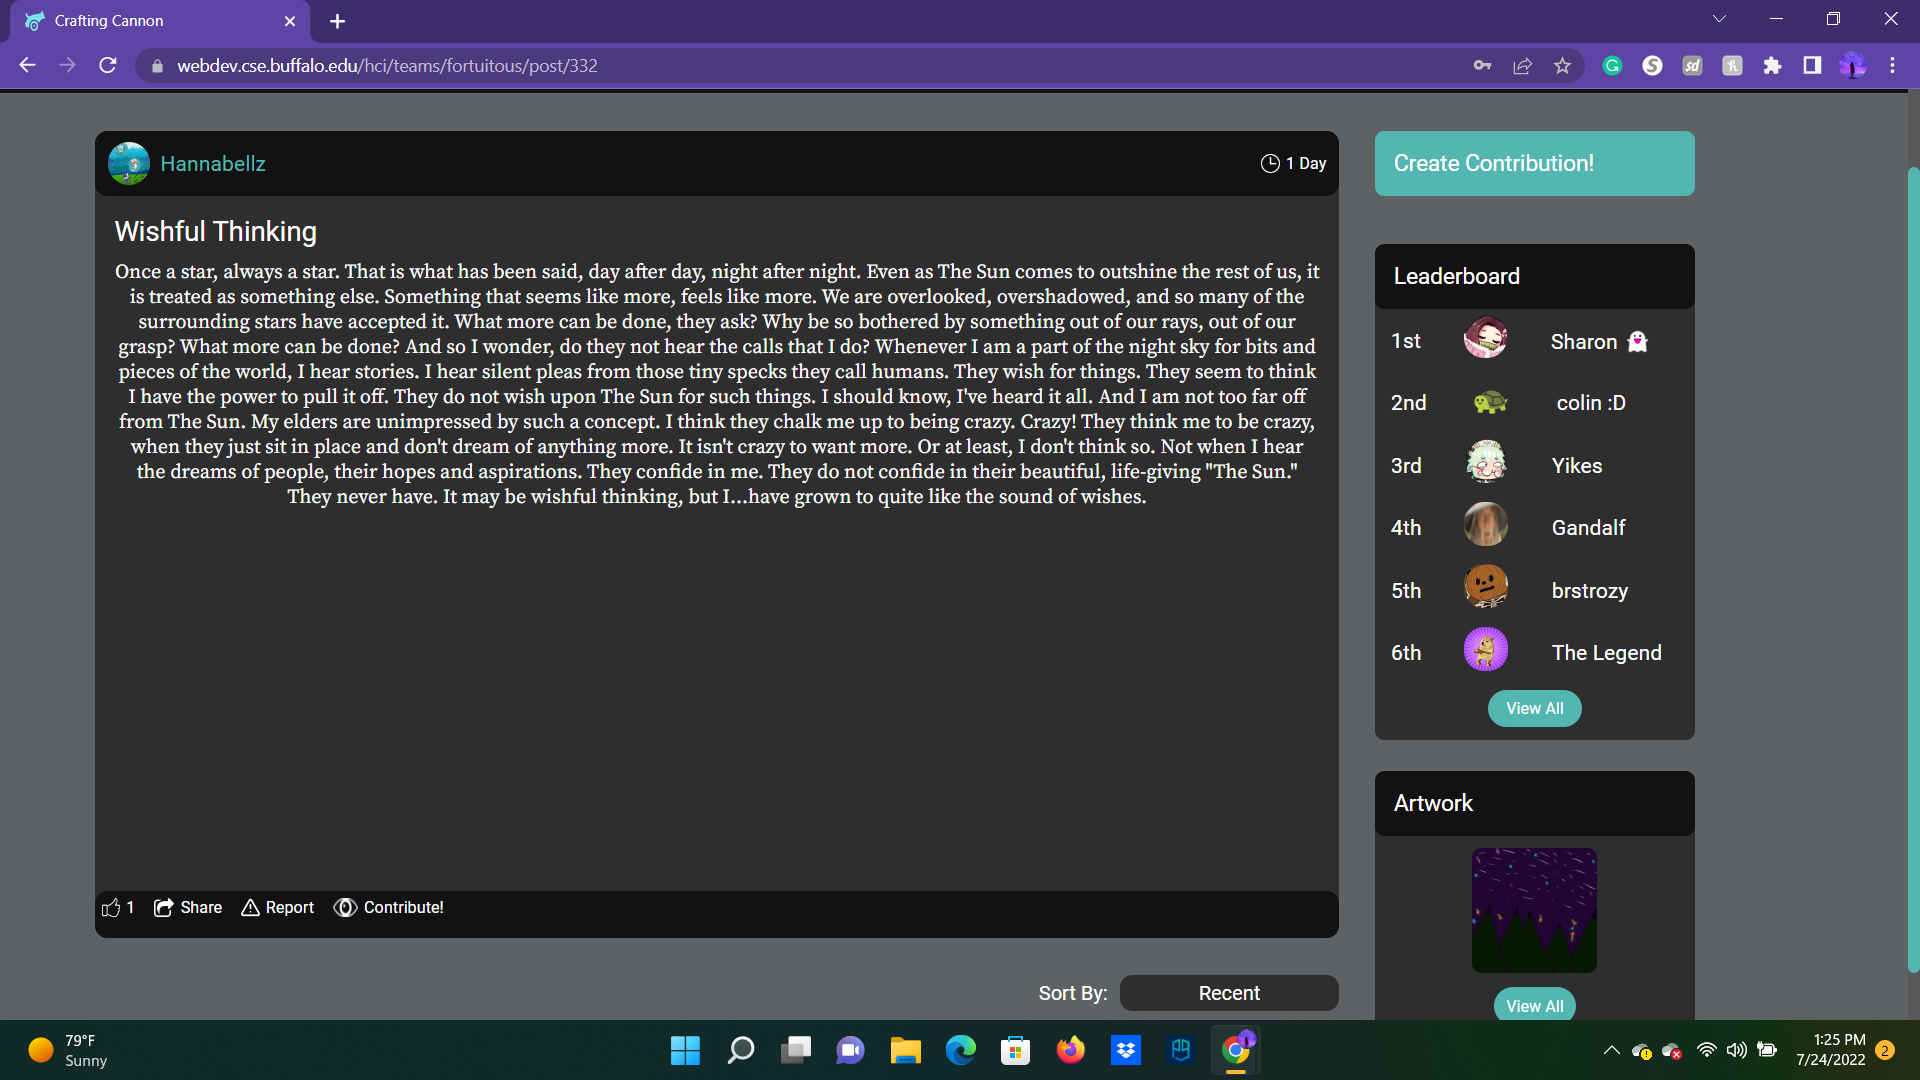 Crafting Cannon
webdev.cse.buffalo.edu/hci/teams/fortuitous/post/332
Hannabellz
1 Day
Wishful Thinking
Once a star, always a star. That is what has been said, day after day, night after night. Even as The Sun comes to outshine the rest of us, it
is treated as something else. Something that seems like more, feels like more. We are overlooked, overshadowed, and so many of the
surrounding stars have accepted it. What more can be done, they ask? Why be so bothered by something out of our rays, out of our
grasp? What more can be done? And so I wonder, do they not hear the calls that I do? Whenever I am a part of the night sky for bits and
pieces of the world, I hear stories. I hear silent pleas from those tiny specks they call humans. They wish for things. They seem to think
I have the power to pull it off. They do not wish upon The Sun for such things. I should know, I've heard it all. And I am not too far off
from The Sun. My elders are unimpressed by such a concept. I think they chalk me up to being crazy. Crazy! They think me to be crazy,
when they just sit in place and don't dream of anything more. It isn't crazy to want more. Or at least, I don't think so. Not when I hear
the dreams of people, their hopes and aspirations. They confide in me. They do not confide in their beautiful, life-giving "The Sun."
They never have. It may be wishful thinking, but I...have grown to quite like the sound of wishes.
1 Share Report Contribute!
Sort By: Recent
Create Contribution!
Leaderboard
1st Sharon 👻
2nd colin :D
3rd Yikes
4th Gandalf
5th brstrozy
6th The Legend
View All
Artwork
View All
79°F
Sunny
1:25 PM
7/24/2022
2